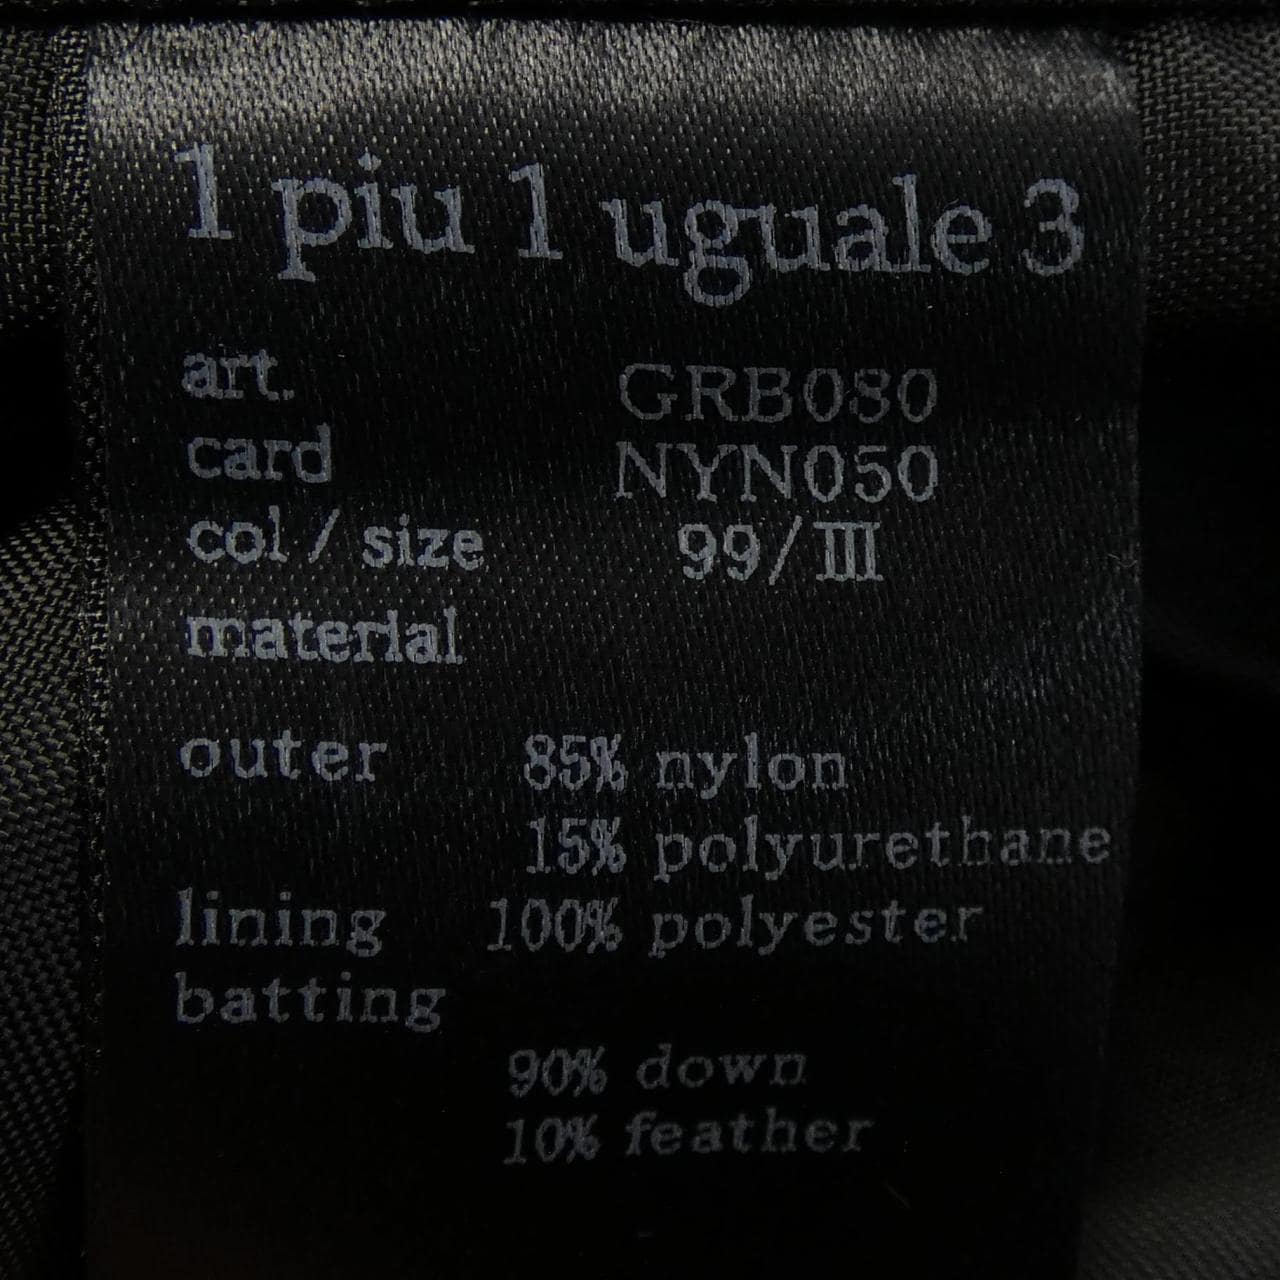 1 piu 1 uguale 3
art. GRB080
card NYN050
col / size 99/Ⅲ
material
outer 85% nylon
15% polyurethane
lining 100% polyester
batting
90% down
10% feather